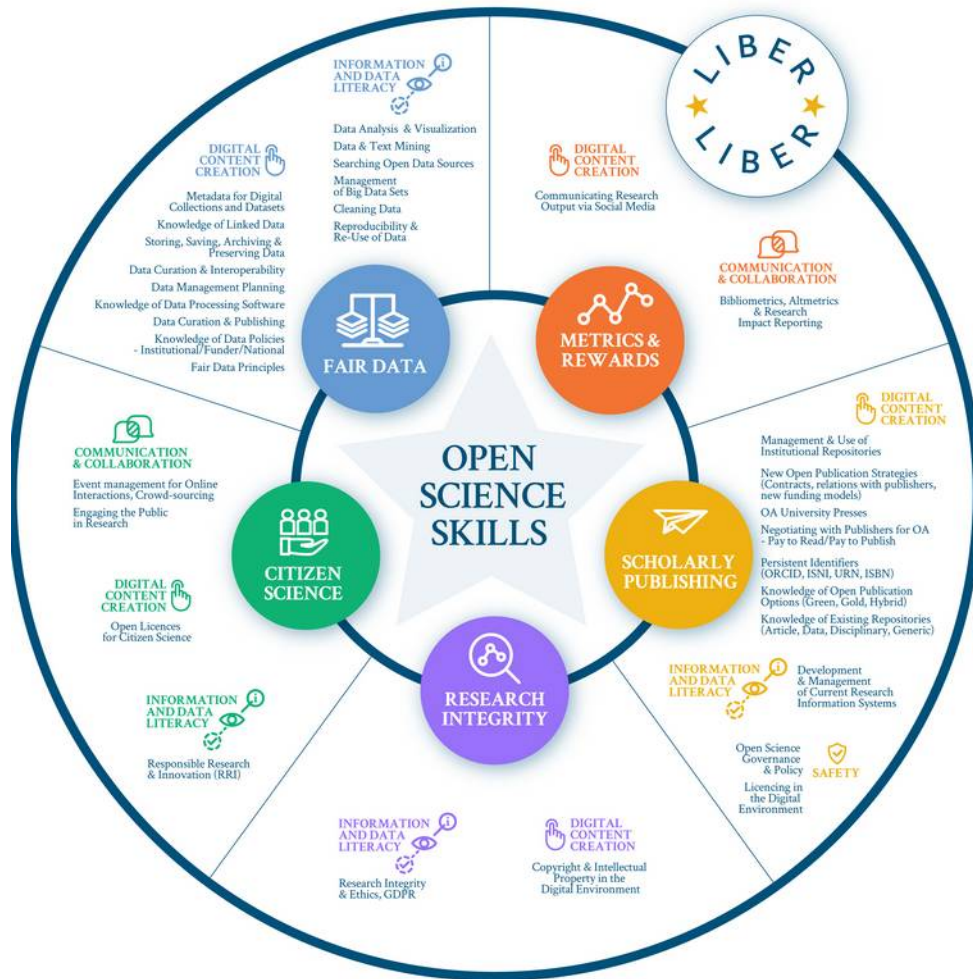 LIBER
LIBER
INFORMATION
AND DATA
LITERACY
Data Analysis & Visualization
Data & Text Mining
Searching Open Data Sources
Management
of Big Data Sets
Cleaning Data
Reproducibility &
Re-Use of Data
DIGITAL
CONTENT
CREATION
Metadata for Digital
Collections and Datasets
Knowledge of Linked Data
Storing, Saving, Archiving &
Preserving Data
Data Curation & Interoperability
Data Management Planning
Knowledge of Data Processing Software
Data Curation & Publishing
Knowledge of Data Policies
- Institutional/Funder/National
Fair Data Principles
FAIR DATA
DIGITAL
CONTENT
CREATION
Communicating Research
Output via Social Media
COMMUNICATION
& COLLABORATION
Bibliometrics, Altmetrics
& Research
Impact Reporting
METRICS &
REWARDS
OPEN
SCIENCE
SKILLS
DIGITAL
CONTENT
CREATION
Management & Use of
Institutional Repositories
New Open Publication Strategies
(Contracts, relations with publishers,
new funding models)
OA University Presses
Negotiating with Publishers for OA
- Pay to Read/Pay to Publish
Persistent Identifiers
(ORCID, ISNI, URN, ISBN)
Knowledge of Open Publication
Options (Green, Gold, Hybrid)
Knowledge of Existing Repositories
(Article, Data, Disciplinary, Generic)
SCHOLARLY
PUBLISHING
INFORMATION
AND DATA
LITERACY
Development
& Management
of Current Research
Information Systems
Open Science
Governance
& Policy
Licencing in
the Digital
Environment
SAFETY
COMMUNICATION
& COLLABORATION
Event management for Online
Interactions, Crowd-sourcing
Engaging the Public
in Research
CITIZEN
SCIENCE
DIGITAL
CONTENT
CREATION
Open Licences
for Citizen Science
INFORMATION
AND DATA
LITERACY
Responsible Research
& Innovation (RRI)
RESEARCH
INTEGRITY
INFORMATION
AND DATA
LITERACY
Research Integrity
& Ethics, GDPR
DIGITAL
CONTENT
CREATION
Copyright & Intellectual
Property in the
Digital Environment